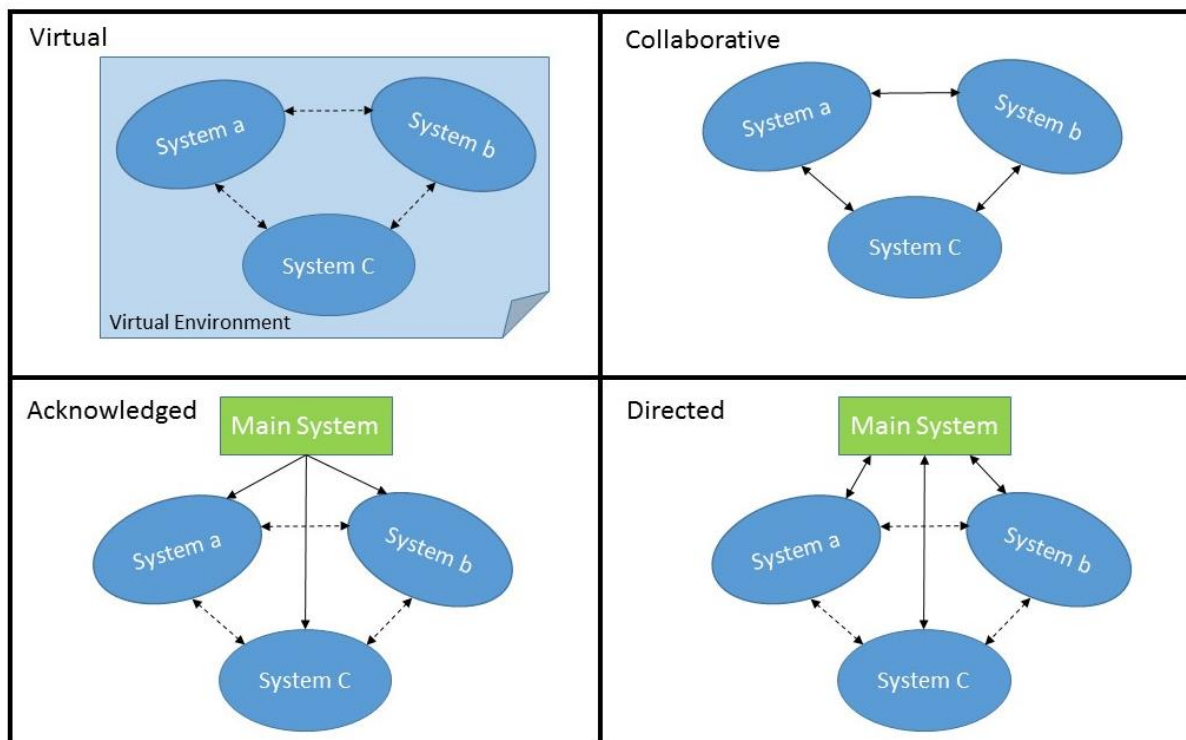 Virtual
System a
System b
System C
Virtual Environment
Collaborative
System a
System b
System C
Acknowledged
Main System
System a
System b
System C
Directed
Main System
System a
System b
System C